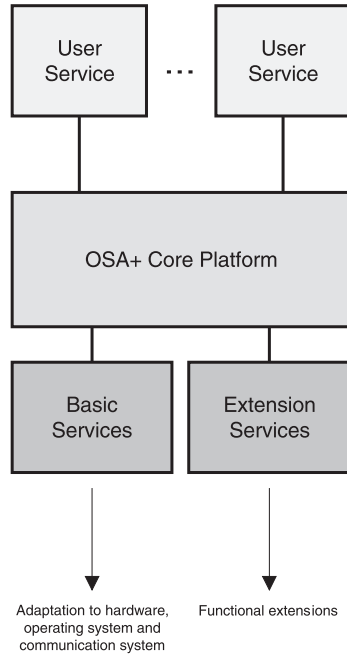 User
Service
...
User
Service
OSA+ Core Platform
Basic
Services
Extension
Services
Adaptation to hardware,
operating system and
communication system
Functional extensions